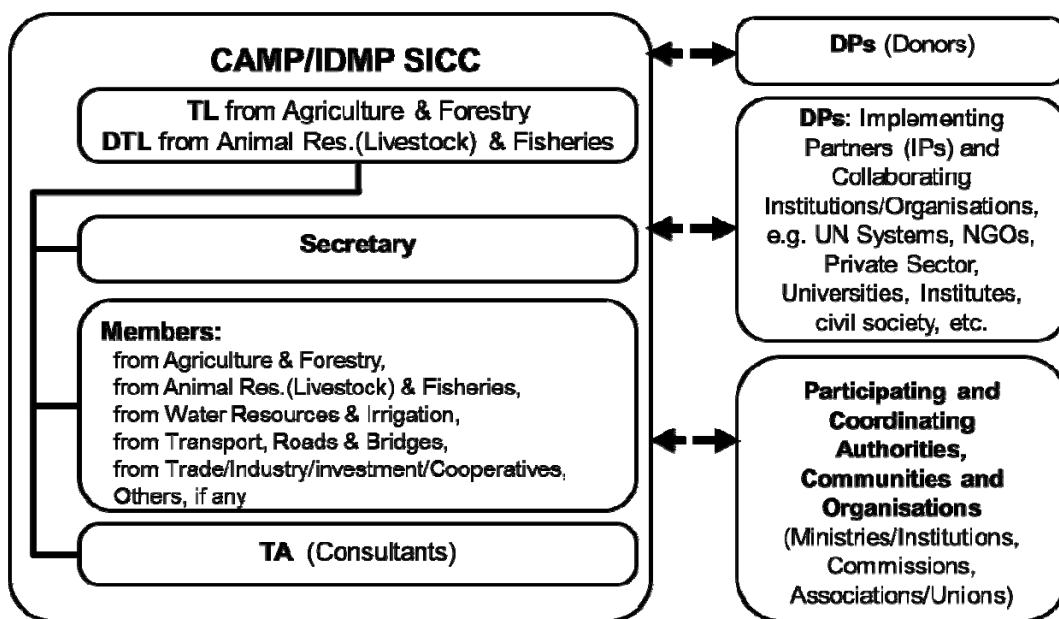 CAMP/IDMP SICC
TL from Agriculture & Forestry
DTL from Animal Res.(Livestock) & Fisheries
Secretary
Members:
from Agriculture & Forestry,
from Animal Res.(Livestock) & Fisheries,
from Water Resources & Irrigation,
from Transport, Roads & Bridges,
from Trade/Industry/investment/Cooperatives,
Others, if any
TA (Consultants)
DPs (Donors)
DPs: Implementing
Partners (IPs) and
Collaborating
Institutions/Organisations,
e.g. UN Systems, NGOs,
Private Sector,
Universities, Institutes,
civil society, etc.
Participating and
Coordinating
Authorities,
Communities and
Organisations
(Ministries/Institutions,
Commissions,
Associations/Unions)